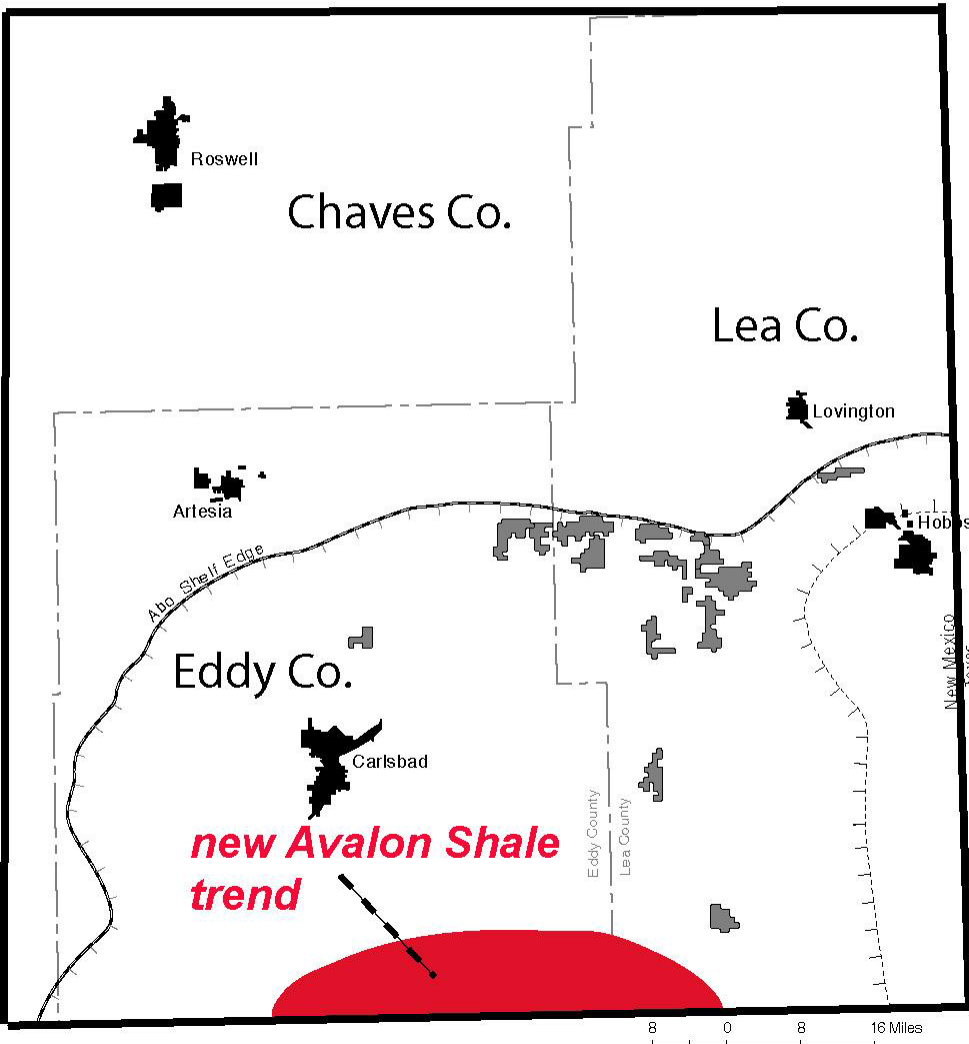 Roswell
Chaves Co.
Lea Co.
Lovington
Artesia
Hobbs
Abo Shelf Edge
New Mexico
Eddy Co.
Carlsbad
Eddy County
Lea County
new Avalon Shale
trend
8 0 8 16 Miles